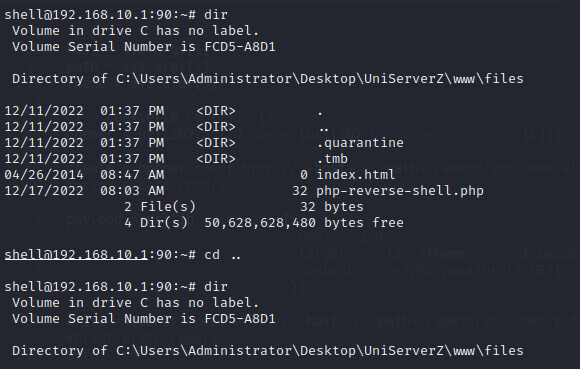 shell@192.168.10.1:90:~# dir
Volume in drive C has no label.
Volume Serial Number is FCD5-A8D1
Directory of C:\Users\Administrator\Desktop\UniServerZ\www\files
12/11/2022  01:37 PM    <DIR>          .
12/11/2022  01:37 PM    <DIR>          ..
12/11/2022  01:37 PM    <DIR>          .quarantine
12/11/2022  01:37 PM    <DIR>          .tmb
04/26/2014  08:47 AM                 0 index.html
12/17/2022  08:03 AM                32 php-reverse-shell.php
2 File(s)             32 bytes
4 Dir(s)  50,628,628,480 bytes free
shell@192.168.10.1:90:~# cd ..
shell@192.168.10.1:90:~# dir
Volume in drive C has no label.
Volume Serial Number is FCD5-A8D1
Directory of C:\Users\Administrator\Desktop\UniServerZ\www\files